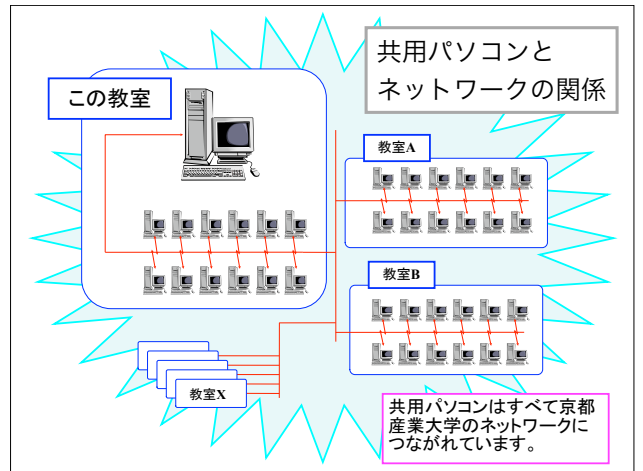 共用パソコンと
ネットワークの関係
この教室
教室A
教室B
教室X
共用パソコンはすべて京都
産業大学のネットワークに
つながれています。